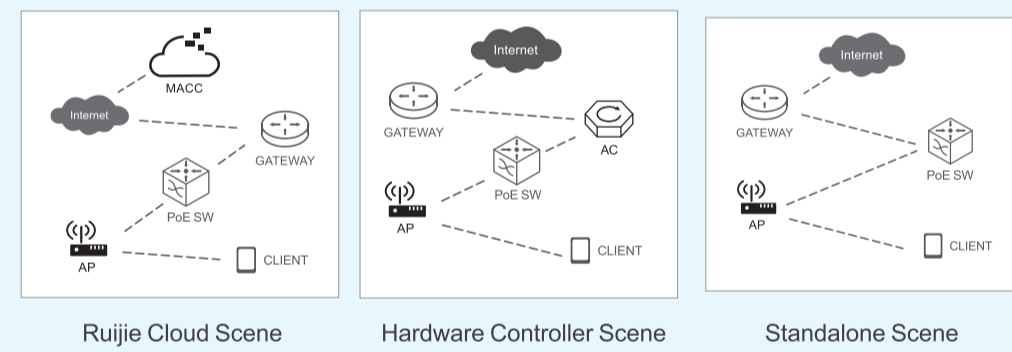 MACC
Internet
GATEWAY
PoE SW
AP
CLIENT
Ruijie Cloud Scene
Internet
GATEWAY
AC
PoE SW
AP
CLIENT
Hardware Controller Scene
Internet
GATEWAY
PoE SW
AP
CLIENT
Standalone Scene